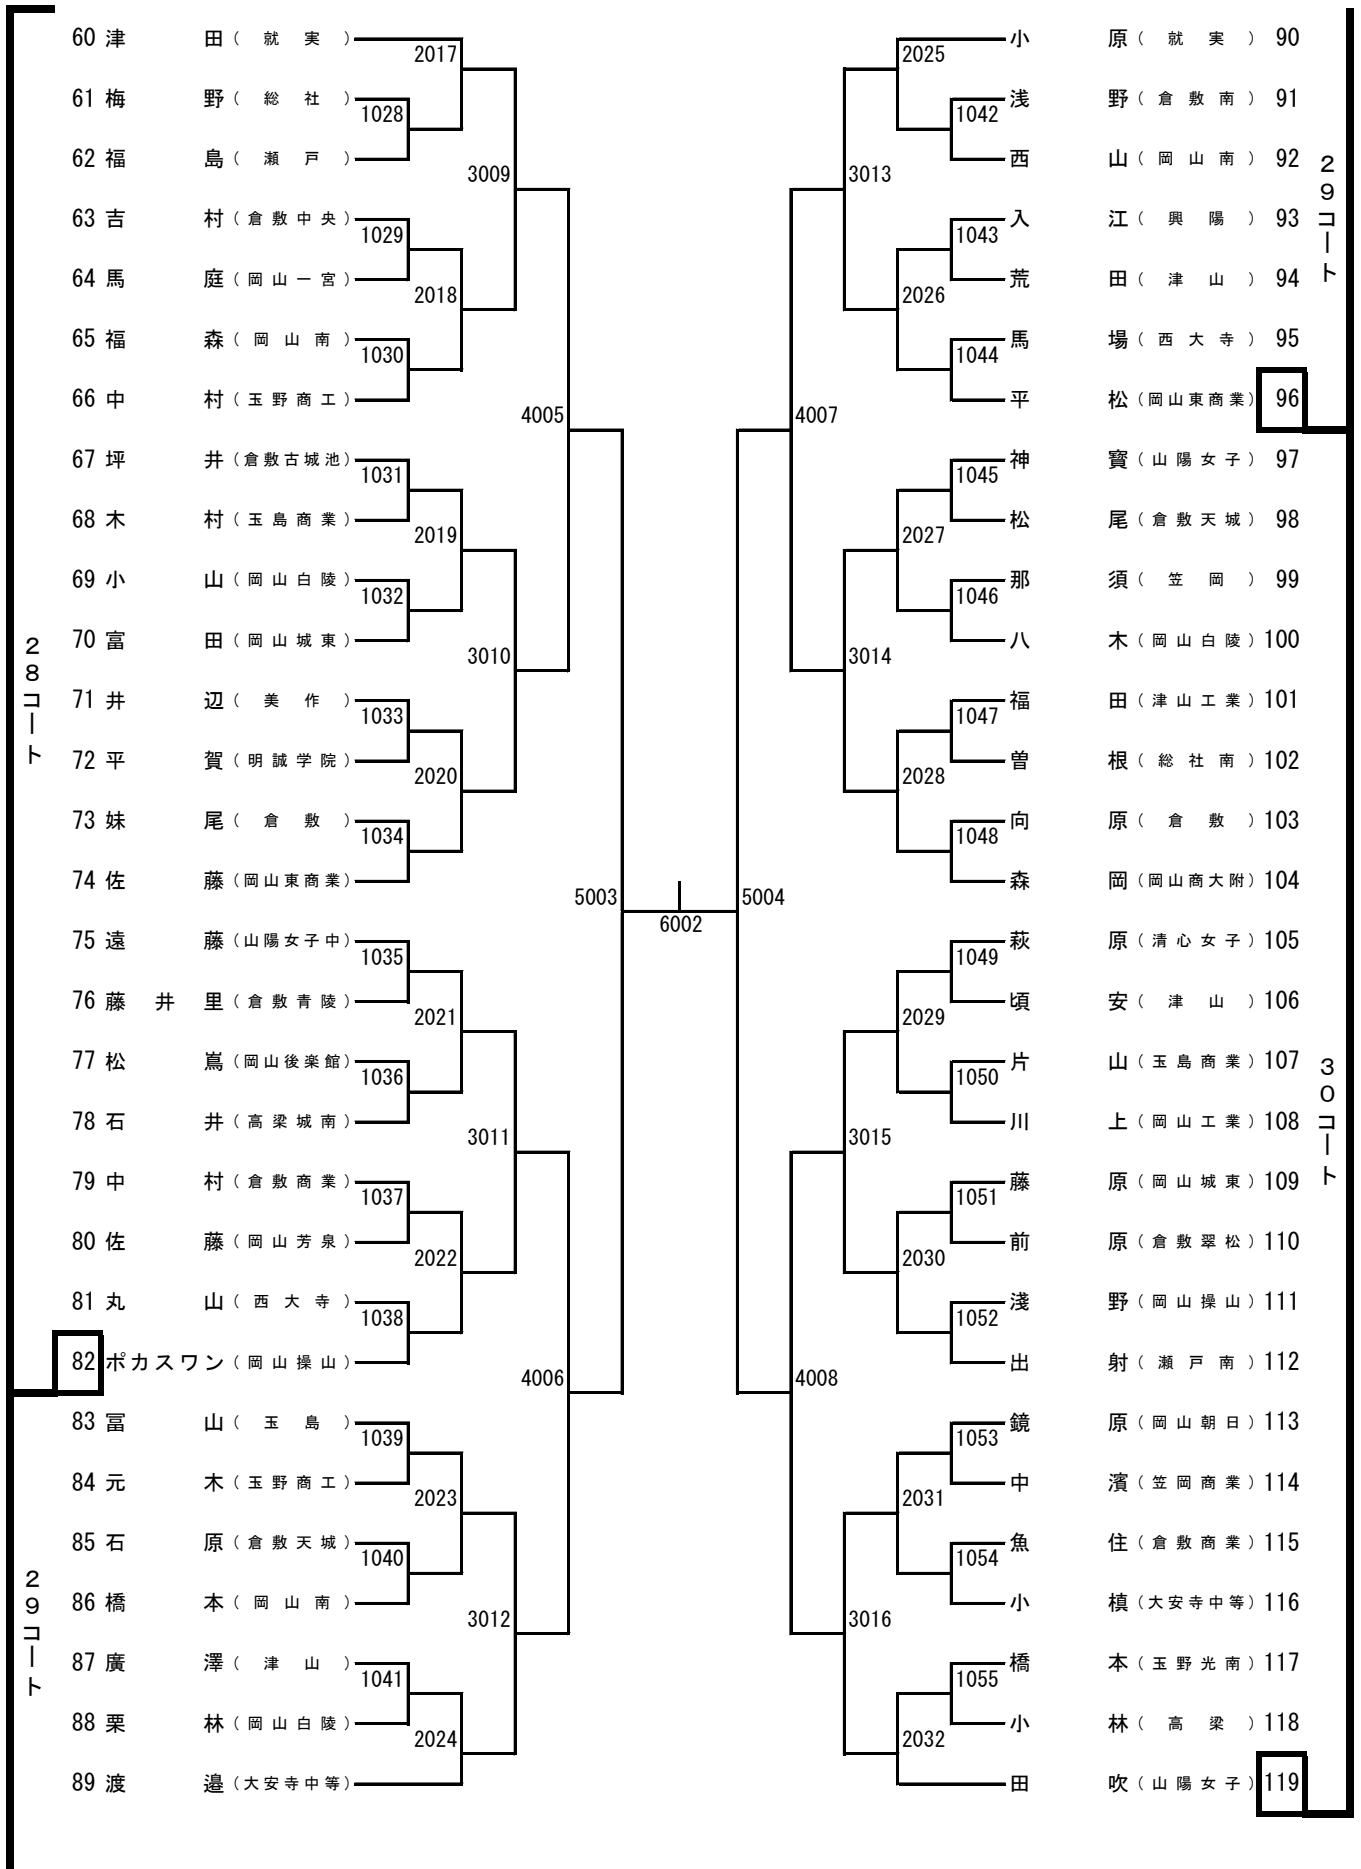 60 津田（就実）
2017
61 梅野（総社）
1028
62 福島（瀬戸）
3009
63 吉村（倉敷中央）
1029
64 馬庭（岡山一宮）
2018
65 福森（岡山南）
1030
66 中村（玉野商工）
4005
67 坪井（倉敷古城池）
1031
68 木村（玉島商業）
2019
69 小山（岡山白陵）
1032
70 富田（岡山城東）
3010
71 井辺（美作）
1033
72 平賀（明誠学院）
2020
73 妹尾（倉敷）
1034
74 佐藤（岡山東商業）
5003
75 遠藤（山陽女子中）
1035
76 藤井里（倉敷青陵）
2021
77 松嶌（岡山後楽館）
1036
78 石井（高梁城南）
3011
79 中村（倉敷商業）
1037
80 佐藤（岡山芳泉）
2022
81 丸山（西大寺）
1038
82 ポカスワン（岡山操山）
4006
83 冨山（玉島）
1039
84 元木（玉野商工）
2023
85 石原（倉敷天城）
1040
86 橋本（岡山南）
3012
87 廣澤（津山）
1041
88 栗林（岡山白陵）
2024
89 渡邉（大安寺中等）
28コート
29コート
6002
小原（就実）90
2025
浅野（倉敷南）91
1042
西山（岡山南）92
3013
入江（興陽）93
1043
荒田（津山）94
2026
馬場（西大寺）95
1044
平松（岡山東商業）96
4007
神寳（山陽女子）97
1045
松尾（倉敷天城）98
2027
那須（笠岡）99
1046
八木（岡山白陵）100
3014
福田（津山工業）101
1047
曽根（総社南）102
2028
向原（倉敷）103
1048
森岡（岡山商大附）104
5004
萩原（清心女子）105
1049
頃安（津山）106
2029
片山（玉島商業）107
1050
川上（岡山工業）108
3015
藤原（岡山城東）109
1051
前原（倉敷翠松）110
2030
淺野（岡山操山）111
1052
出射（瀬戸南）112
4008
鏡原（岡山朝日）113
1053
中濱（笠岡商業）114
2031
魚住（倉敷商業）115
1054
小槙（大安寺中等）116
3016
橋本（玉野光南）117
1055
小林（高梁）118
2032
田吹（山陽女子）119
29コート
30コート